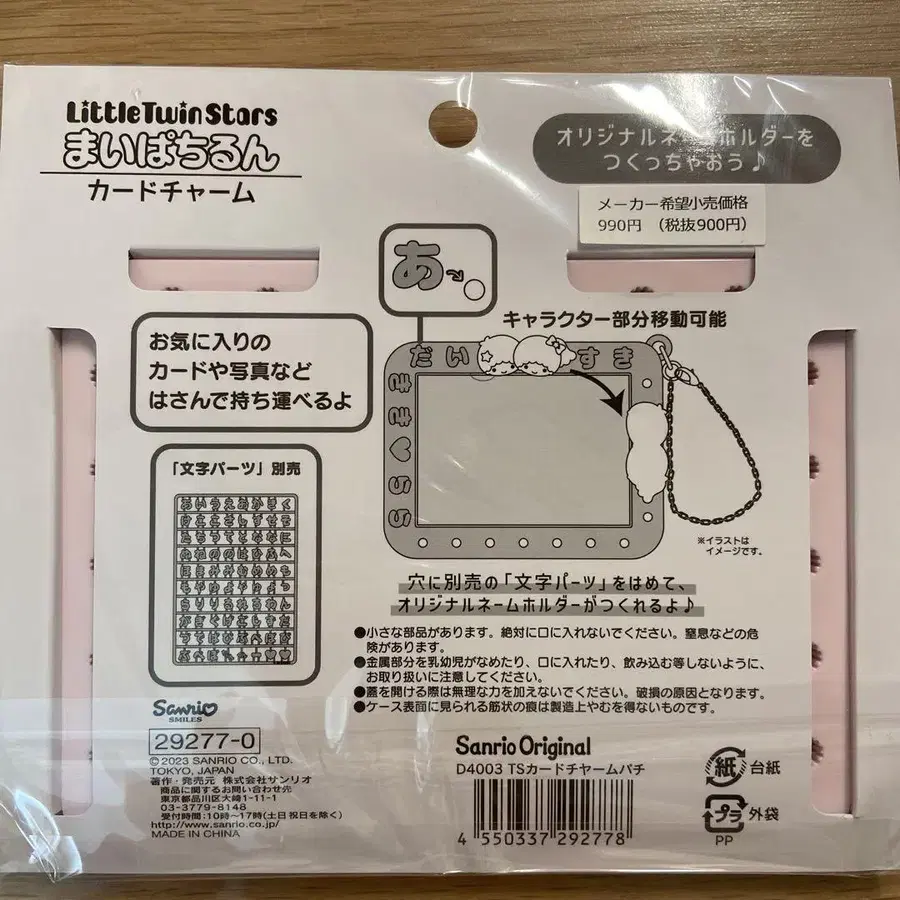 LittleTwinStars
まいぱちるん
カードチャーム
オリジナルネームホルダーを
つくっちゃおう♪
メーカー希望小売価格
990円 （税抜900円）
あ
キャラクター部分移動可能
お気に入りの
カードや写真など
はさんで持ち運べるよ
だい すき
きき♥らら
「文字パーツ」別売
※イラストは
イメージです。
穴に別売の「文字パーツ」をはめて、
オリジナルネームホルダーがつくれるよ♪
●小さな部品があります。絶対に口に入れないでください。窒息などの危
険があります。
●金属部分を乳幼児がなめたり、口に入れたり、飲み込む等しないように、
お取り扱いに注意してください。
●蓋を開ける際は無理な力を加えないでください。破損の原因となります。
●ケース表面に見られる筋状の痕は製造上やむを得ないものです。
Sanrio
SMILES
29277-0
© 2023 SANRIO CO., LTD.
TOKYO, JAPAN
著作・発売元 株式会社サンリオ
商品に関するお問い合わせ先
東京都品川区大崎1-11-1
03-3779-8148
受付時間:10時～17時(土日祝日を除く)
http://www.sanrio.co.jp/
MADE IN CHINA
Sanrio Original
D4003 TSカードチャームパチ
4 550337 292778
紙 台紙
プラ 外袋
PP